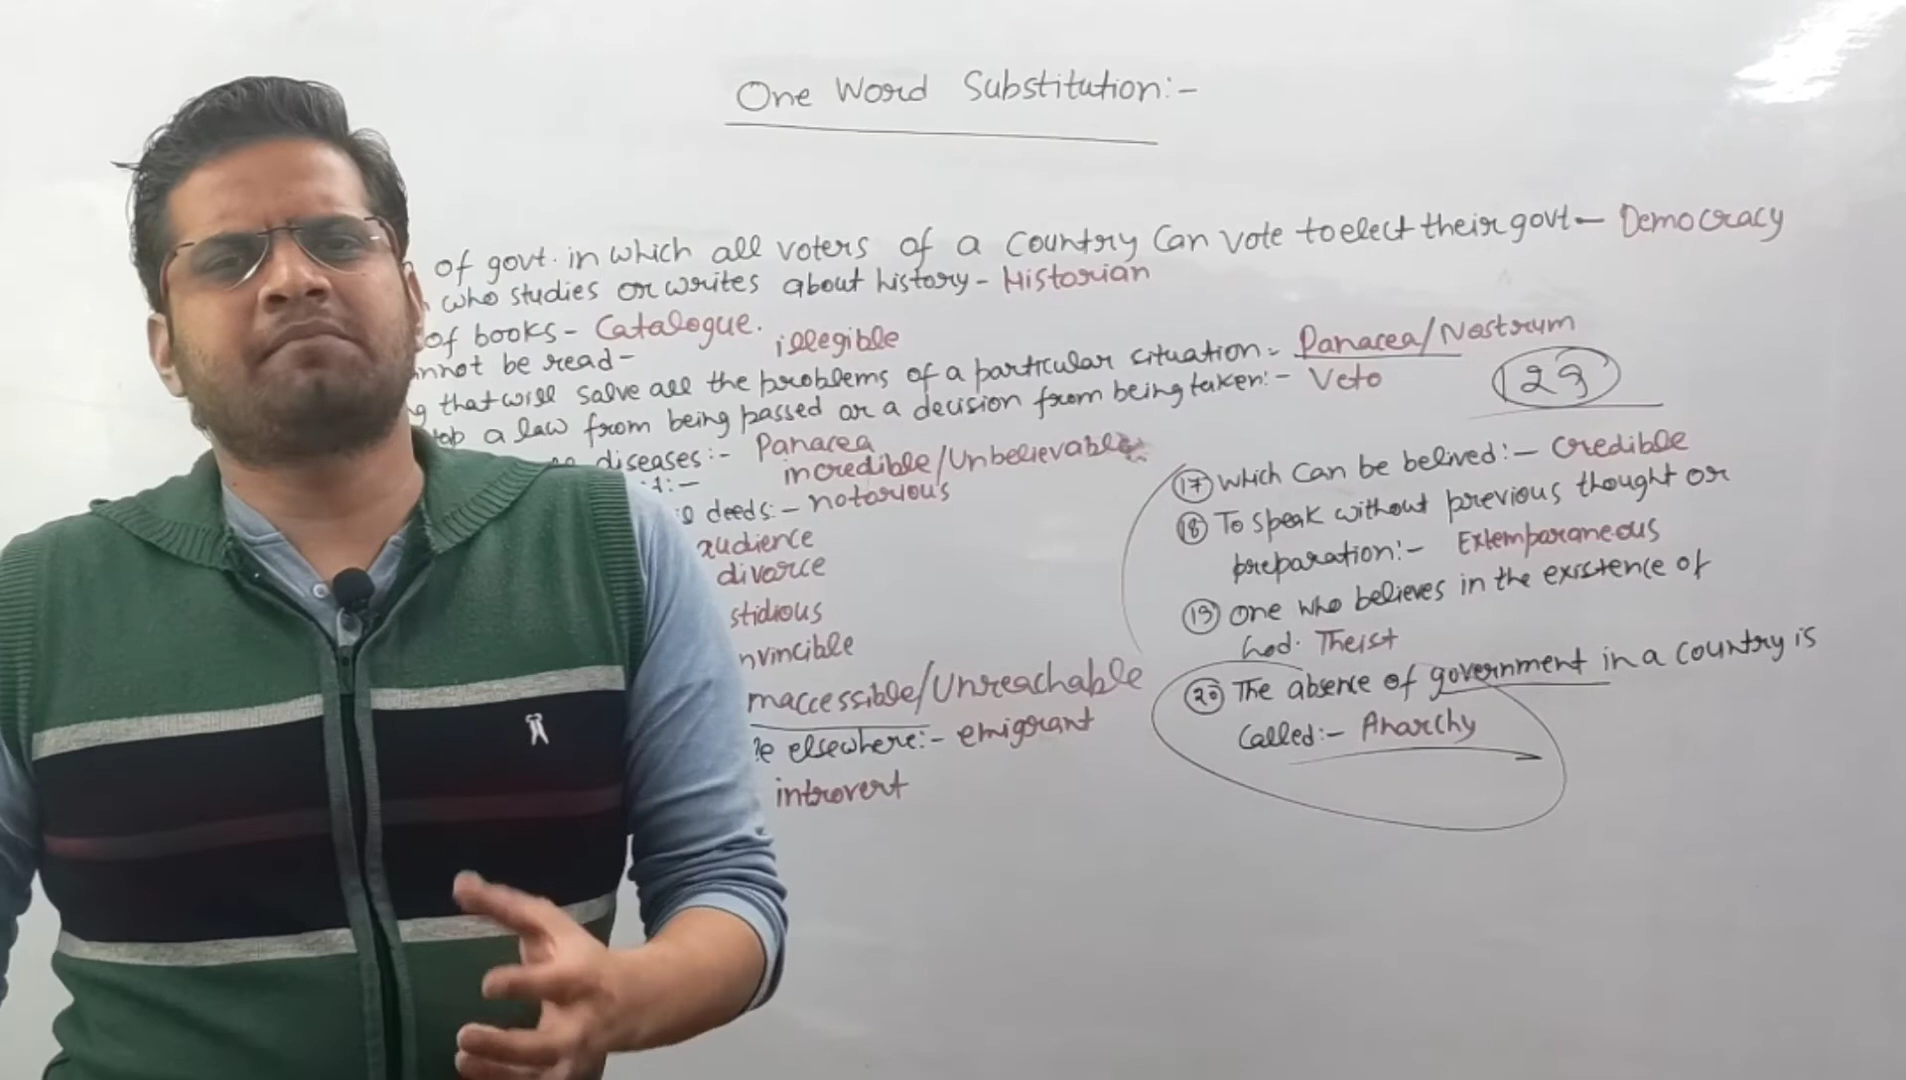 One Word Substitution:-
of govt. in which all voters of a Country Can vote to elect their govt - Democracy
who studies or writes about history - Historian
of books - Catalogue.
nnot be read - illegible
g that will solve all the problems of a particular situation - Panacea/Nostrum
top a law from being passed or a decision from being taken:- Veto
29
diseases:- Panacea
t:- incredible/Unbelievable
deeds:- notorious
audience
divorce
stidious
nvincible
inaccessible/Unreachable
e elsewhere:- emigrant
introvert
17 which Can be belived:- Credible
18 To speak without previous thought or
preparation:- Extemparaneous
19 One who believes in the existence of
God. Theist
20 The absence of government in a country is
Called:- Anarchy